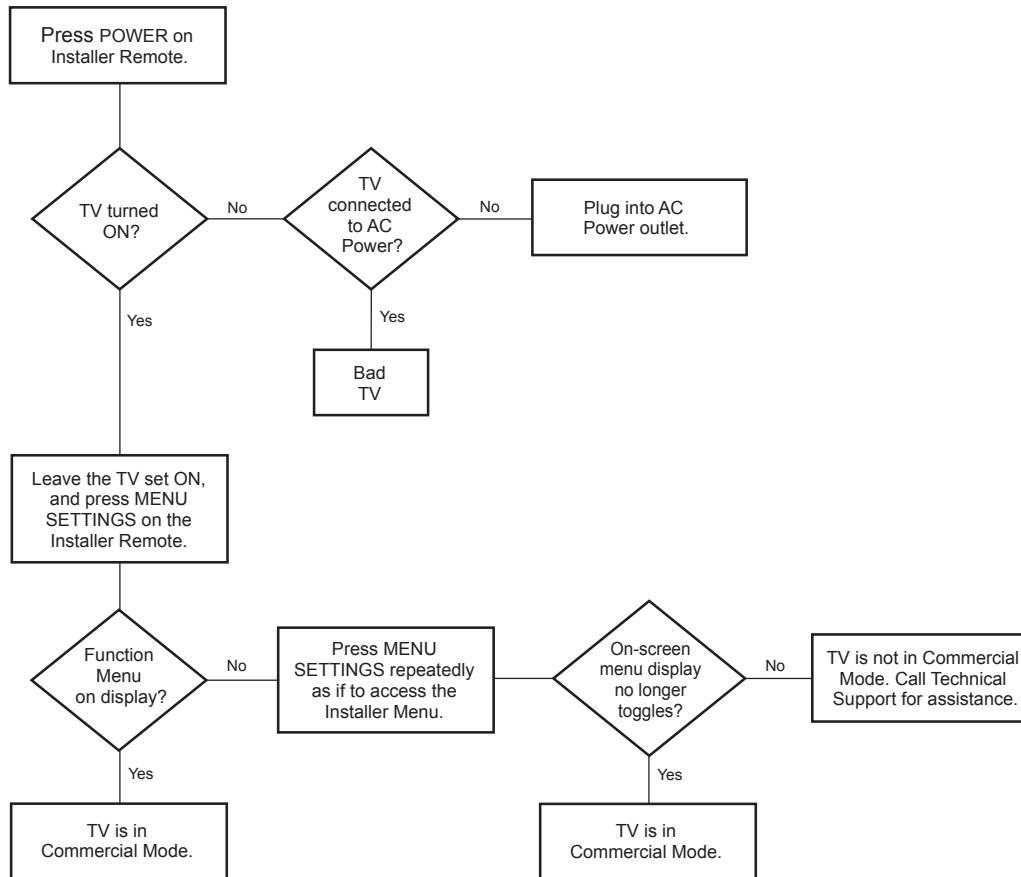 Press POWER on
Installer Remote.
TV turned
ON?
No
TV
connected
to AC
Power?
No
Plug into AC
Power outlet.
Yes
Yes
Bad
TV
Leave the TV set ON,
and press MENU
SETTINGS on the
Installer Remote.
Function
Menu
on display?
No
Press MENU
SETTINGS repeatedly
as if to access the
Installer Menu.
On-screen
menu display
no longer
toggles?
No
TV is not in Commercial
Mode. Call Technical
Support for assistance.
Yes
Yes
TV is in
Commercial Mode.
TV is in
Commercial Mode.